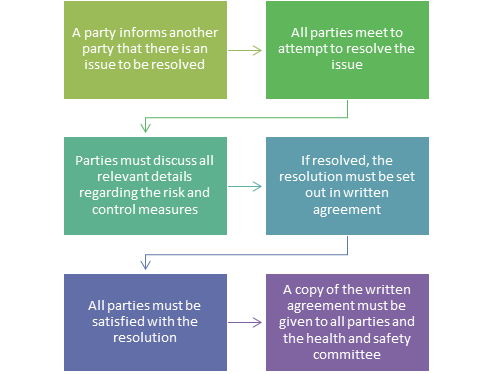 A party informs another
party that there is an
issue to be resolved
All parties meet to
attempt to resolve the
issue
Parties must discuss all
relevant details
regarding the risk and
control measures
If resolved, the
resolution must be set
out in written
agreement
All parties must be
satisfied with the
resolution
A copy of the written
agreement must be
given to all parties and
the health and safety
committee